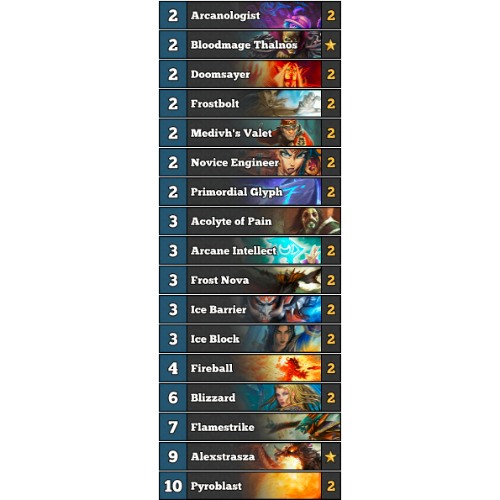 2 Arcanologist 2
2 Bloodmage Thalnos ★
2 Doomsayer 2
2 Frostbolt 2
2 Medivh's Valet 2
2 Novice Engineer 2
2 Primordial Glyph 2
3 Acolyte of Pain
3 Arcane Intellect 2
3 Frost Nova 2
3 Ice Barrier 2
3 Ice Block 2
4 Fireball 2
6 Blizzard 2
7 Flamestrike
9 Alexstrasza ★
10 Pyroblast 2